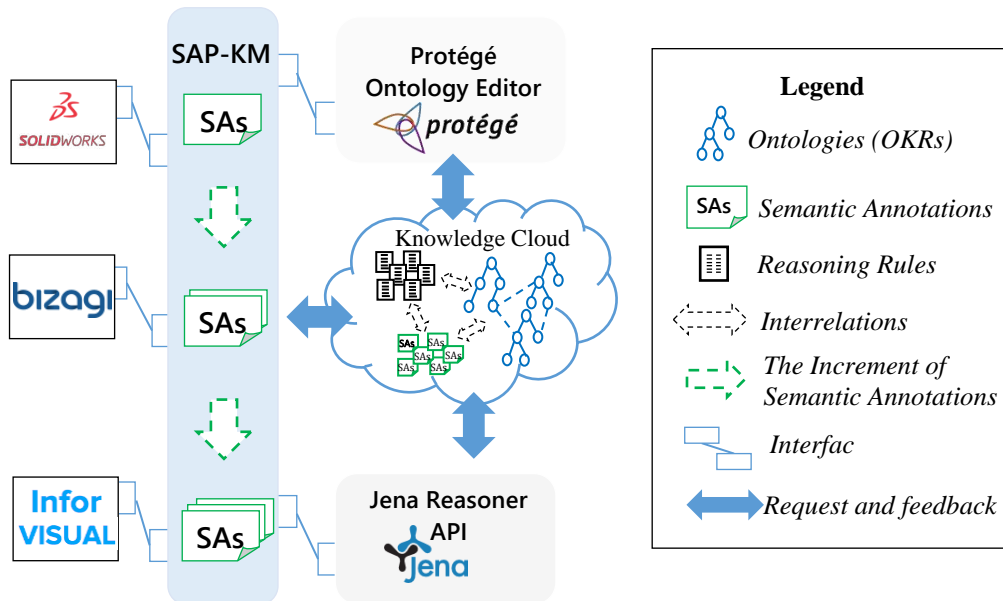 SAP-KM
SOLIDWORKS
SAs
bizagi
SAs
Infor
VISUAL
SAs
Protégé
Ontology Editor
protégé
Knowledge Cloud
SAs
SAs
SAs
SAs
SAs
SAs
Jena Reasoner
API
Jena
Legend
Ontologies (OKRs)
SAs
Semantic Annotations
Reasoning Rules
Interrelations
The Increment of
Semantic Annotations
Interfac
Request and feedback